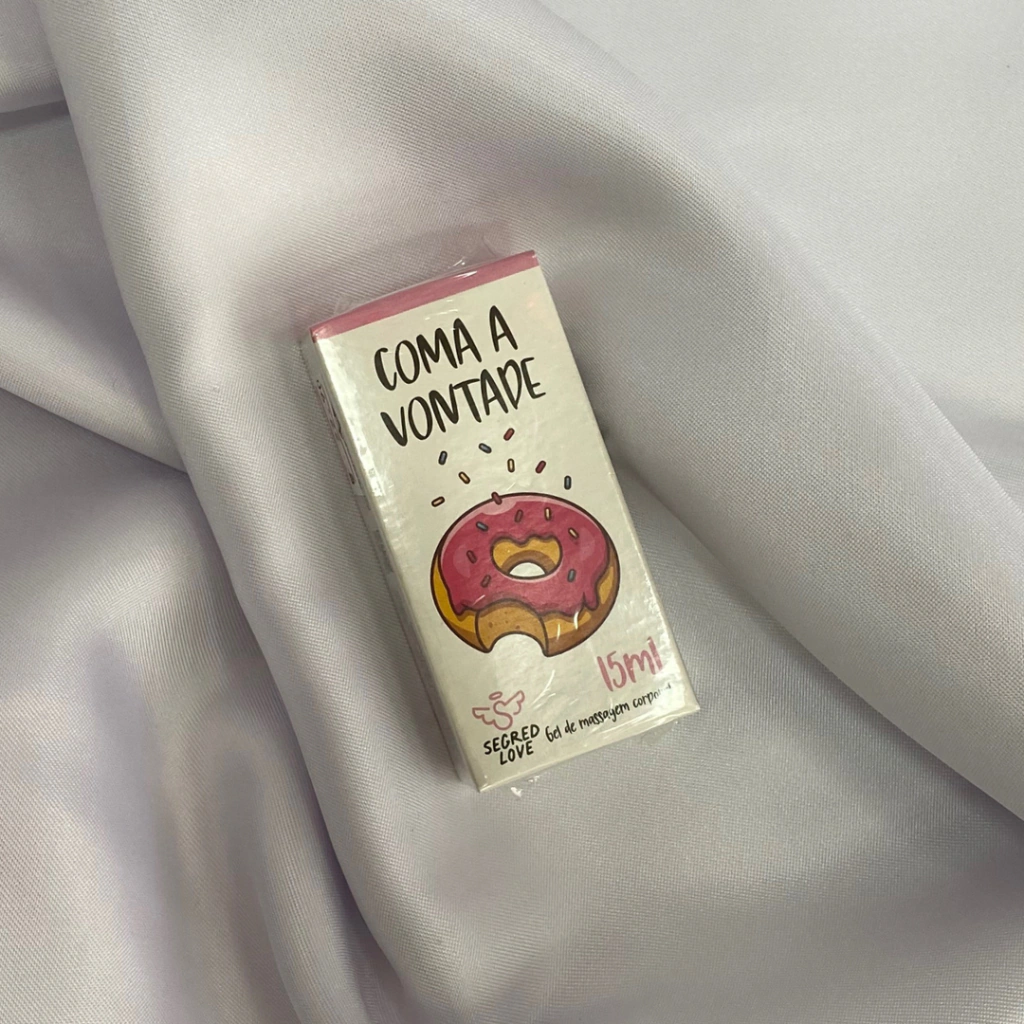 COMA A
VONTADE
15ml
SEGRED
LOVE
Gel de massagem corporal